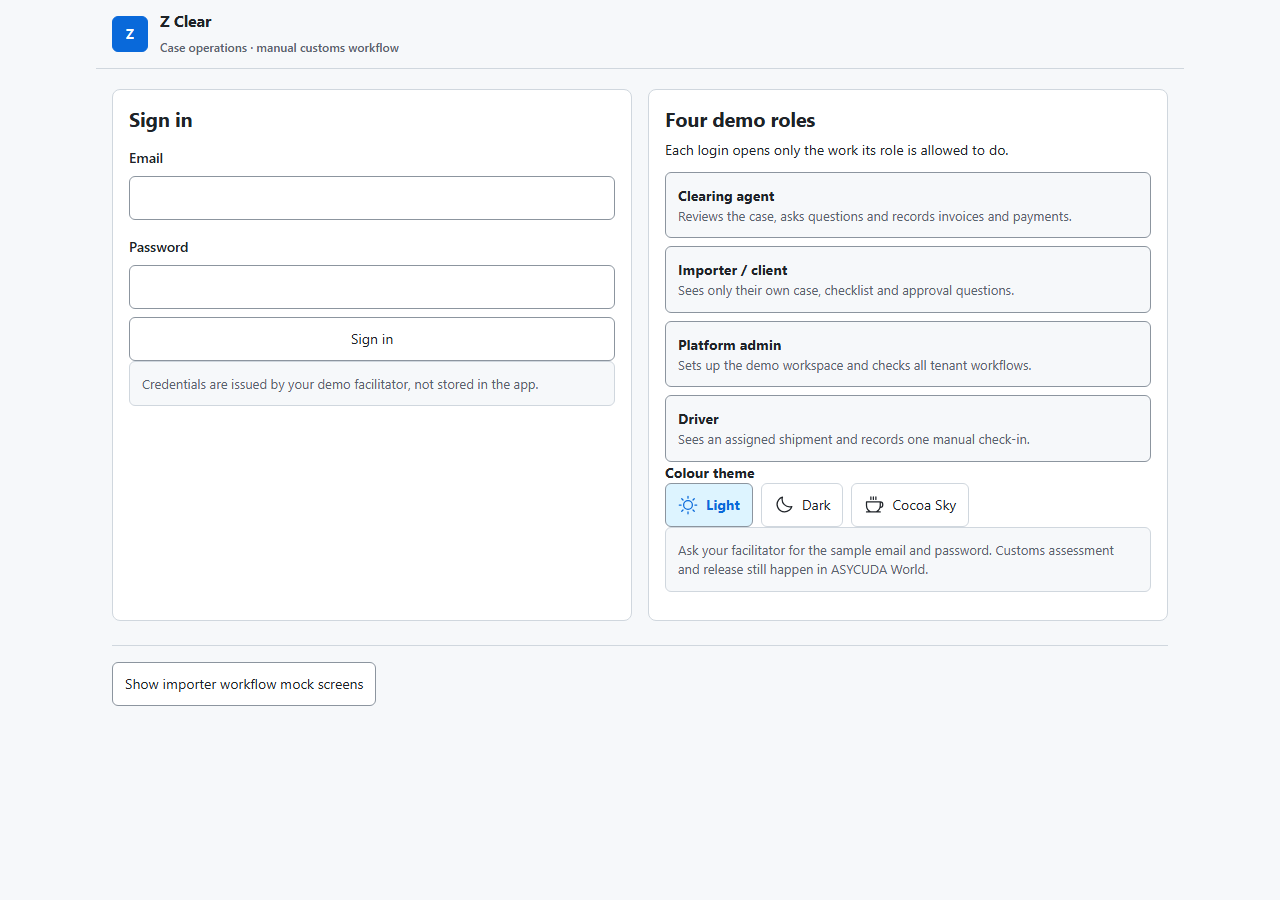 Z
Z Clear
Case operations · manual customs workflow
Sign in
Email
Password
Sign in
Credentials are issued by your demo facilitator, not stored in the app.
Four demo roles
Each login opens only the work its role is allowed to do.
Clearing agent
Reviews the case, asks questions and records invoices and payments.
Importer / client
Sees only their own case, checklist and approval questions.
Platform admin
Sets up the demo workspace and checks all tenant workflows.
Driver
Sees an assigned shipment and records one manual check-in.
Colour theme
Light
Dark
Cocoa Sky
Ask your facilitator for the sample email and password. Customs assessment
and release still happen in ASYCUDA World.
Show importer workflow mock screens